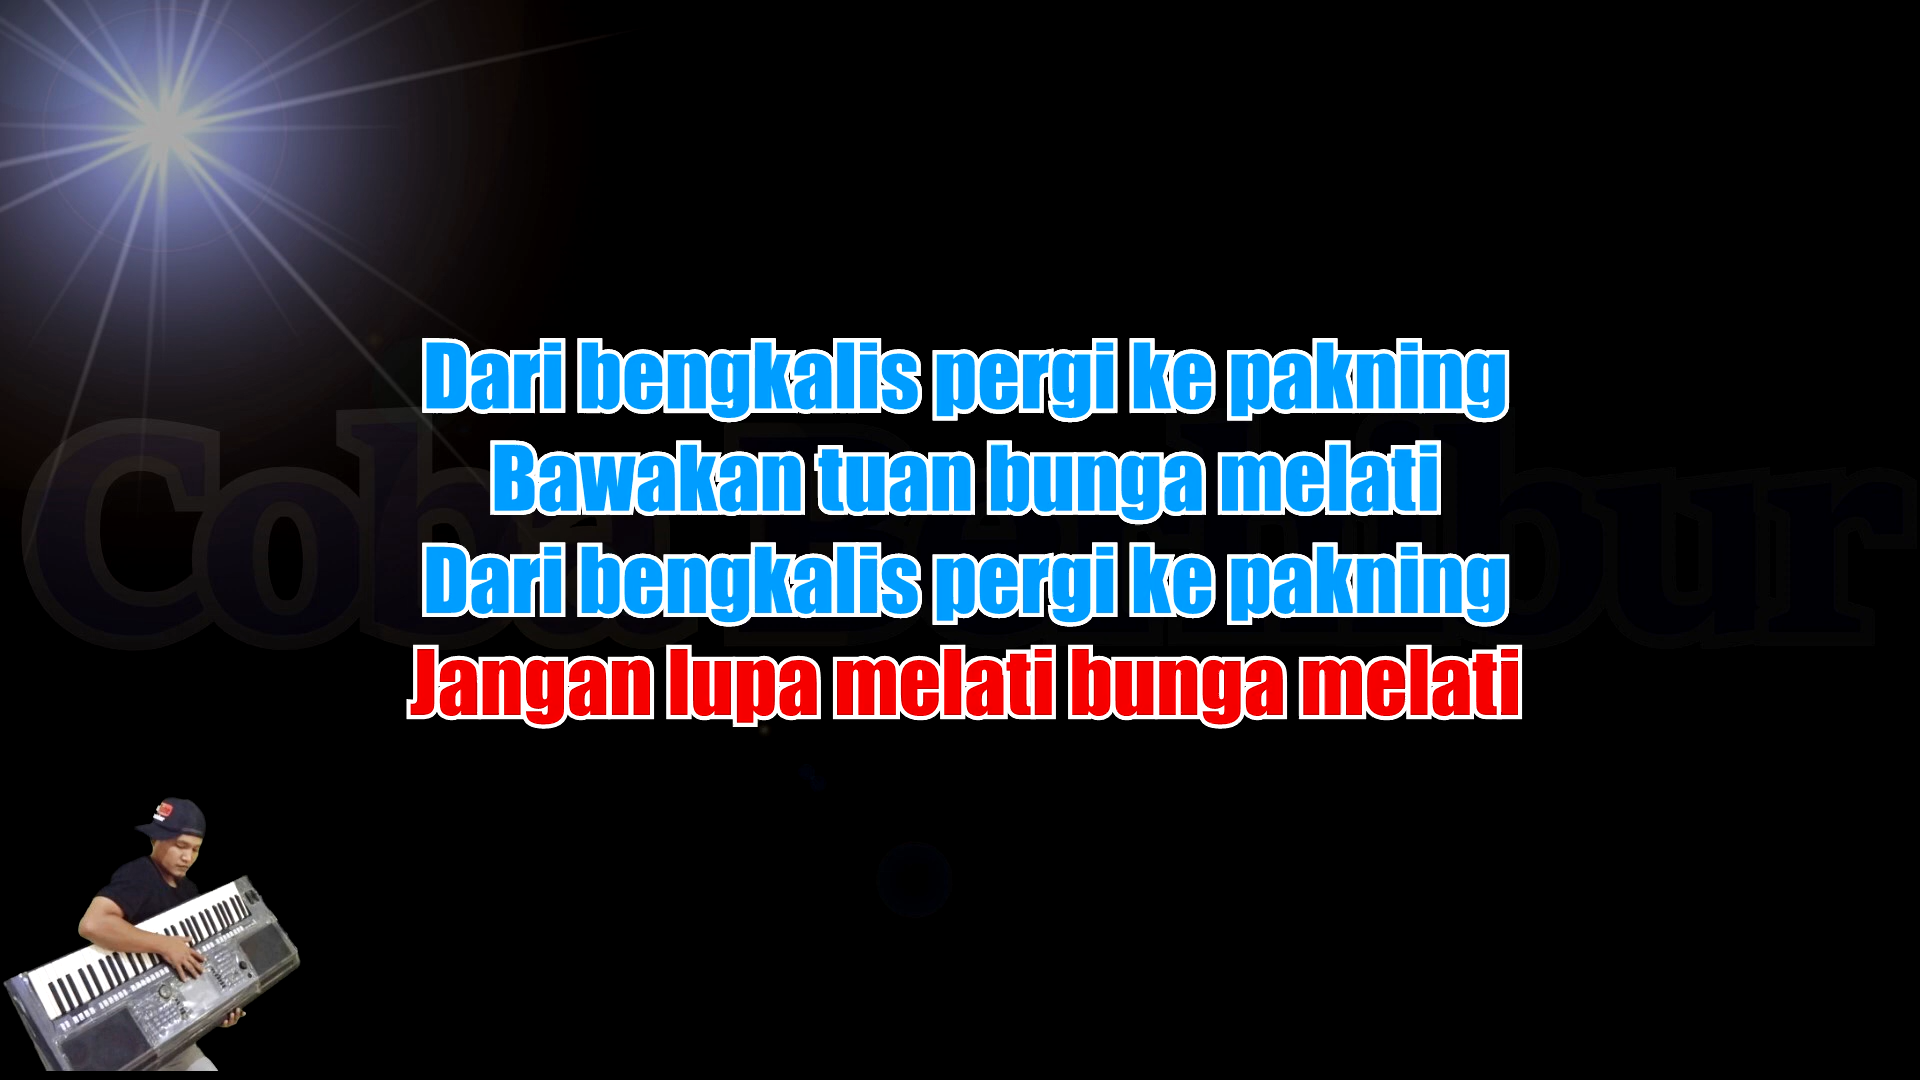 Dari bengkalis pergi ke pakning
Bawakan tuan bunga melati
Dari bengkalis pergi ke pakning
Jangan lupa melati bunga melati